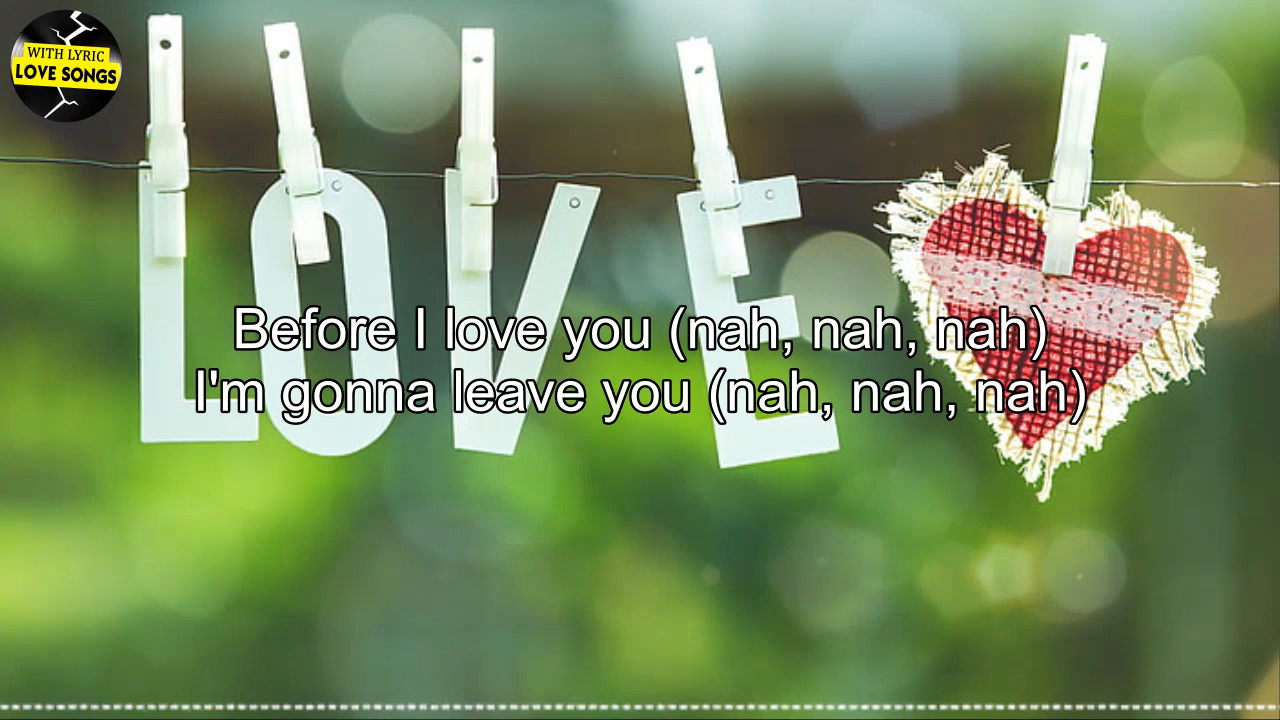 WITH LYRIC
LOVE SONGS
LOVE
Before I love you (nah, nah, nah)
I'm gonna leave you (nah, nah, nah)